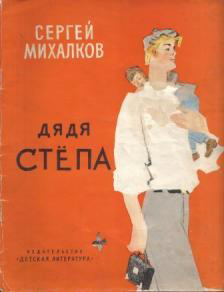 СЕРГЕЙ
МИХАЛКОВ
ДЯДЯ
СТЁПА
ИЗДАТЕЛЬСТВО
«ДЕТСКАЯ ЛИТЕРАТУРА»